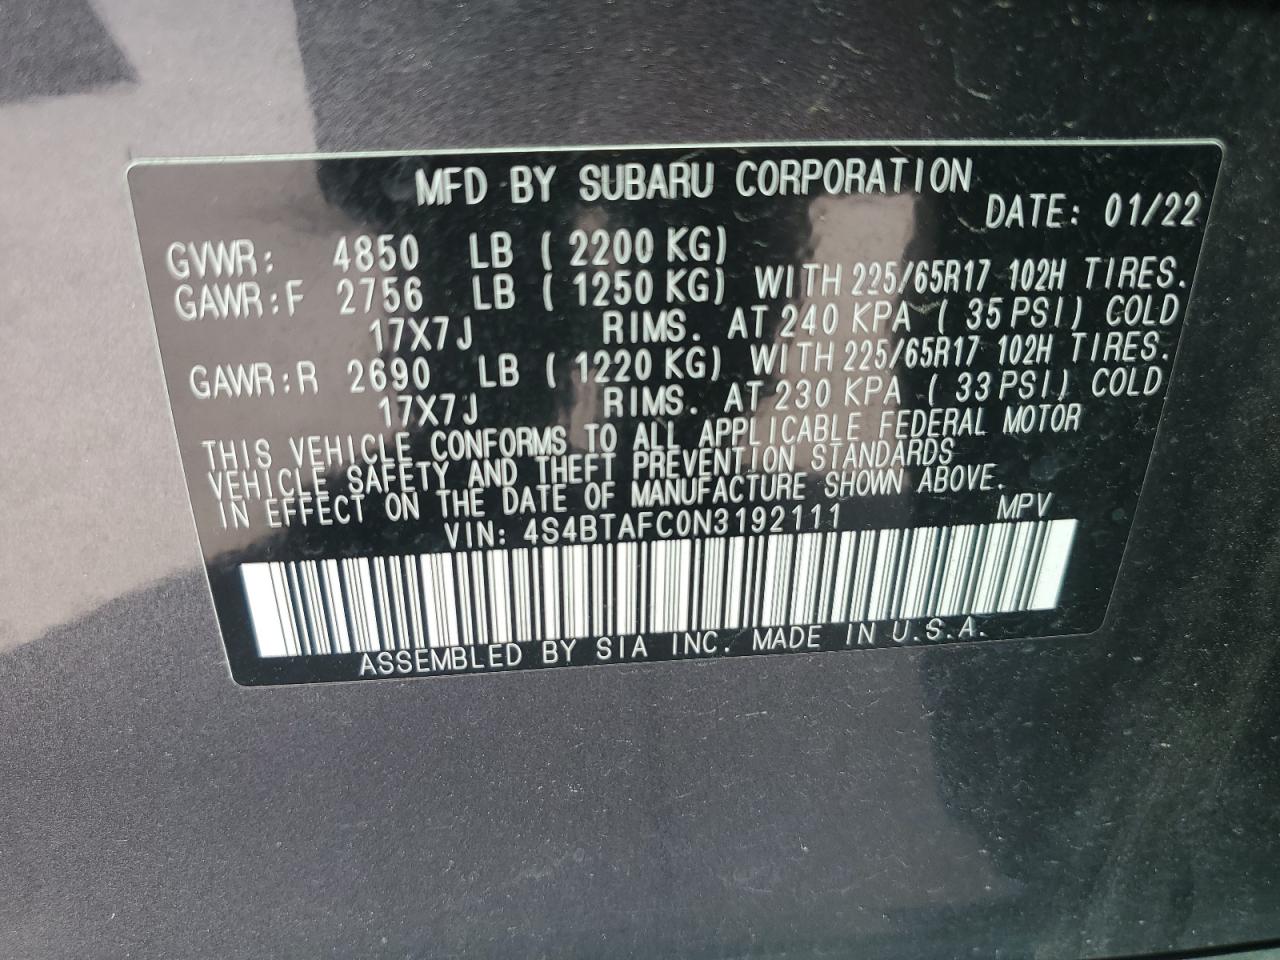 MFD BY SUBARU CORPORATION
DATE: 01/22
GVWR: 4850 LB ( 2200 KG)
GAWR:F 2756 LB ( 1250 KG) WITH 225/65R17 102H TIRES.
17X7J RIMS. AT 240 KPA ( 35 PSI) COLD
GAWR:R 2690 LB ( 1220 KG) WITH 225/65R17 102H TIRES.
17X7J RIMS. AT 230 KPA ( 33 PSI) COLD
THIS VEHICLE CONFORMS TO ALL APPLICABLE FEDERAL MOTOR
VEHICLE SAFETY AND THEFT PREVENTION STANDARDS
IN EFFECT ON THE DATE OF MANUFACTURE SHOWN ABOVE.
VIN: 4S4BTAFC0N3192111 MPV
ASSEMBLED BY SIA INC. MADE IN U.S.A.